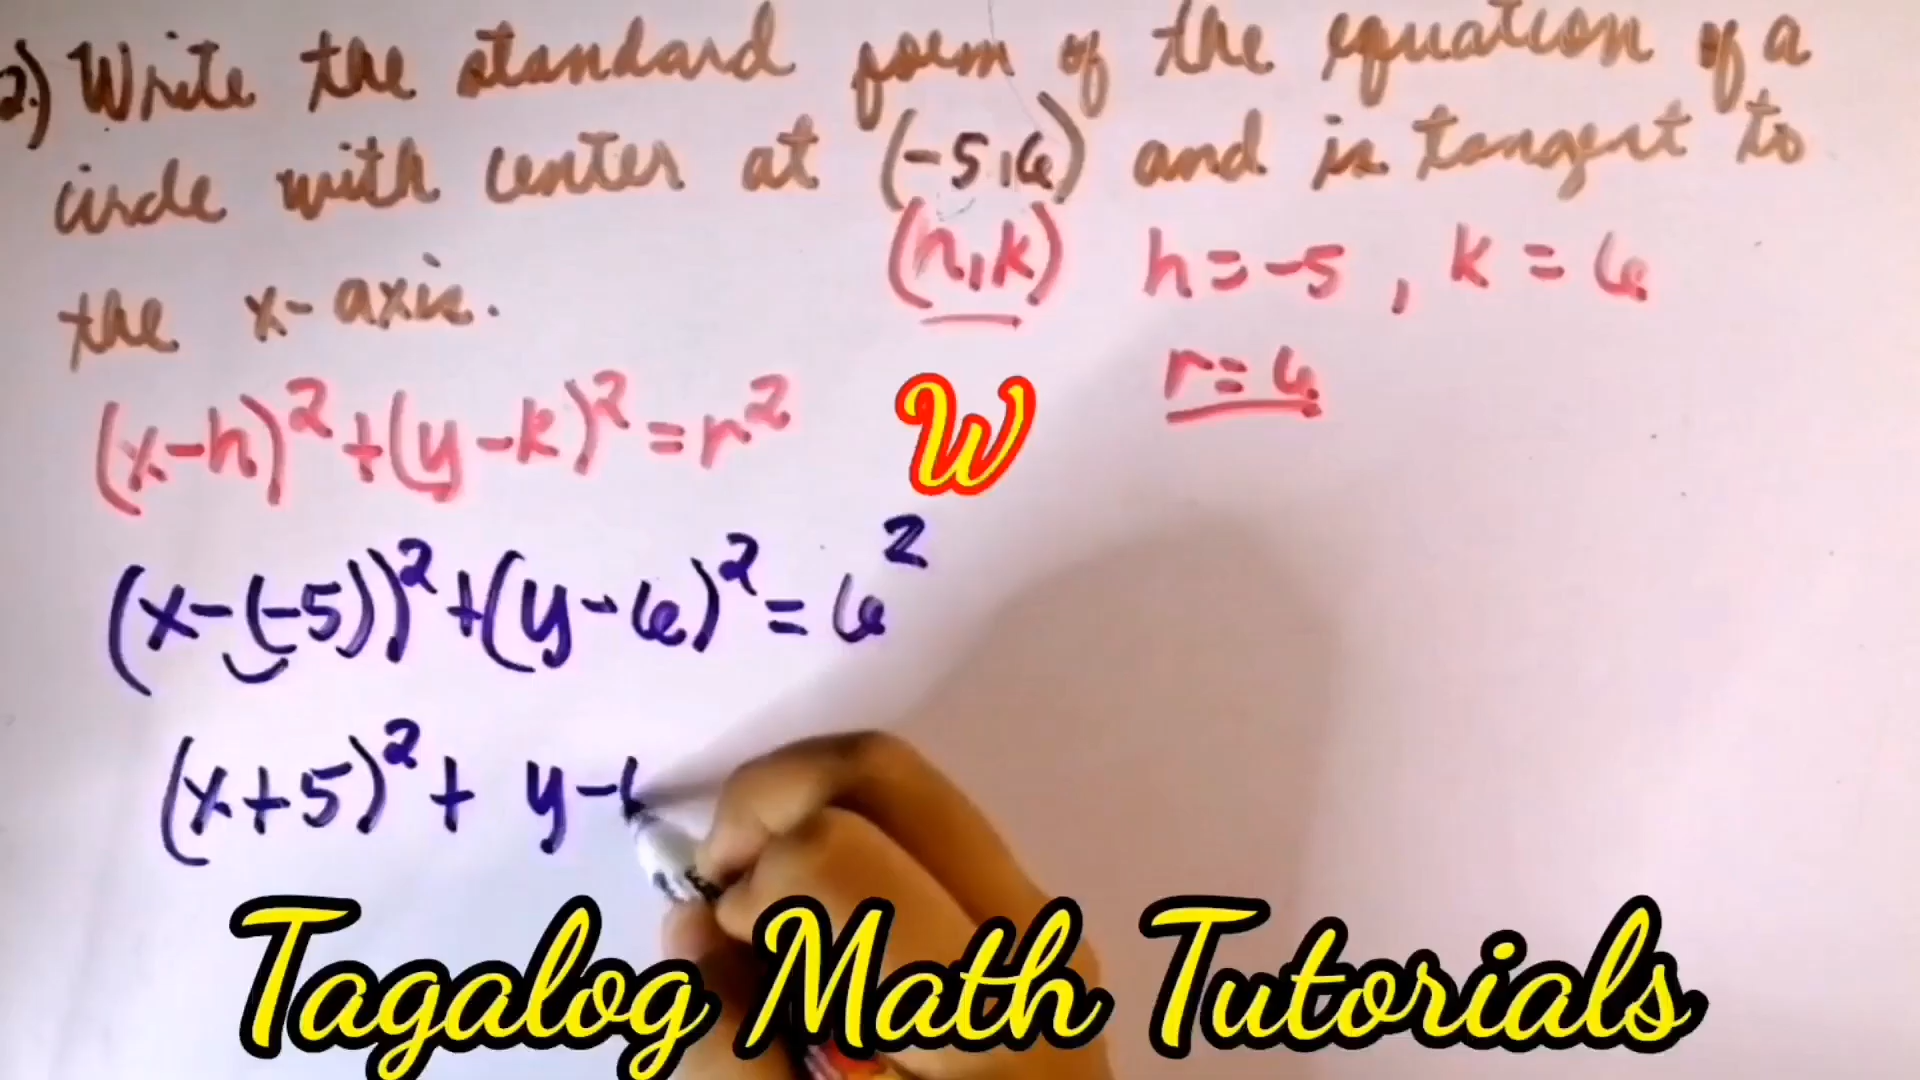 2.) Write the standard form of the equation of a
circle with center at (-5,6) and is tangent to
the x-axis.
(h,k) h=-5, k=6
r=6
(x-h)²+(y-k)²=r²
W
(x-(-5))²+(y-6)²=6²
(x+5)²+ y-6
Tagalog Math Tutorials